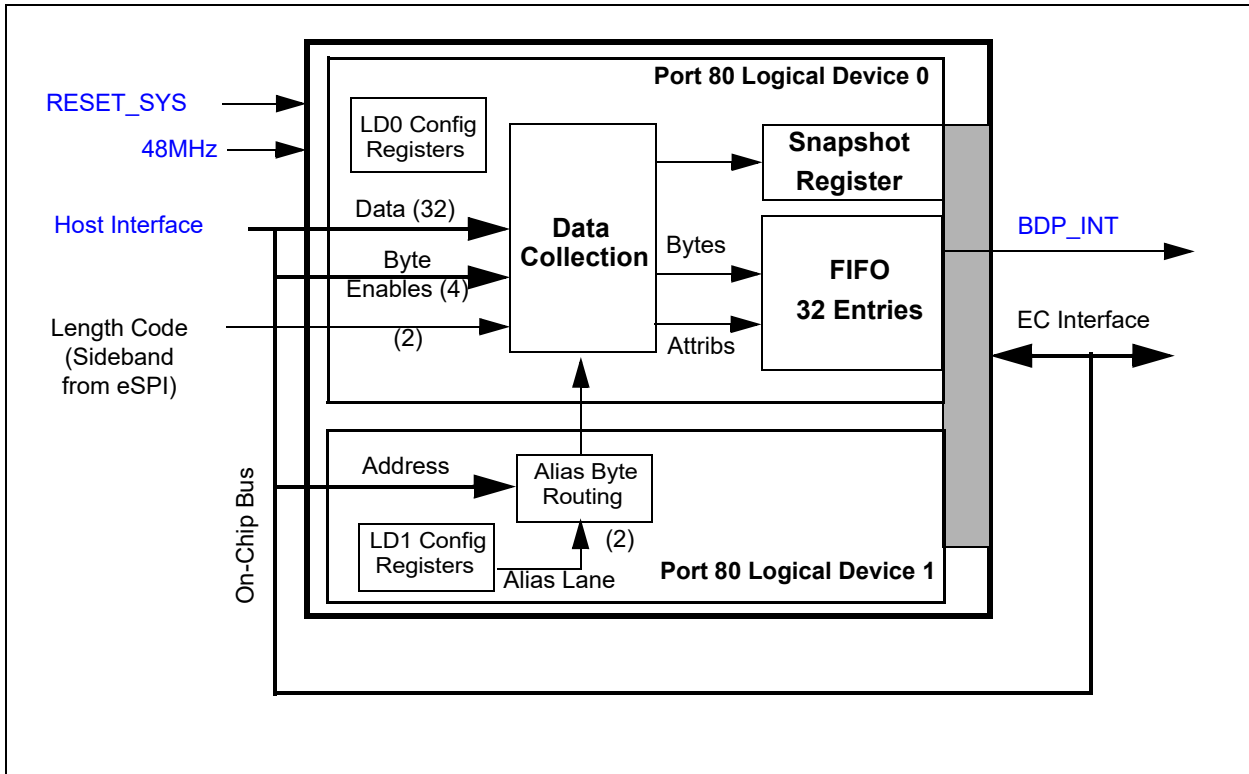 Port 80 Logical Device 0
RESET_SYS
48MHz
LD0 Config
Registers
Snapshot
Register
Host Interface
Data (32)
Byte
Enables (4)
Data
Collection
Bytes
FIFO
32 Entries
BDP_INT
Length Code
(Sideband
from eSPI)
(2)
Attribs
EC Interface
On-Chip Bus
Address
Alias Byte
Routing
(2)
LD1 Config
Registers
Alias Lane
Port 80 Logical Device 1